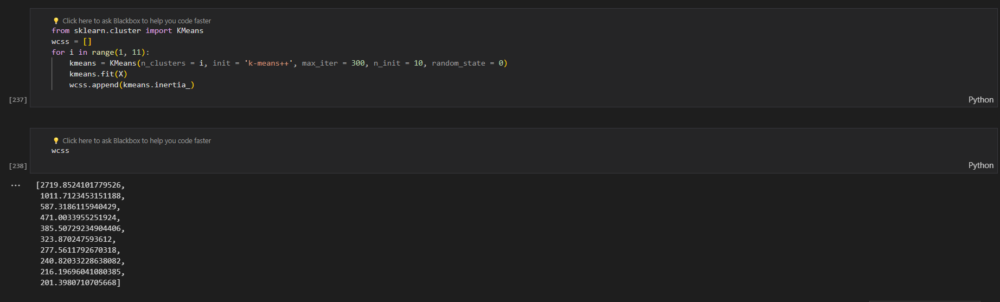 💡 Click here to ask Blackbox to help you code faster
from sklearn.cluster import KMeans
wcss = []
for i in range(1, 11):
    kmeans = KMeans(n_clusters = i, init = 'k-means++', max_iter = 300, n_init = 10, random_state = 0)
    kmeans.fit(X)
    wcss.append(kmeans.inertia_)
[237]
Python
💡 Click here to ask Blackbox to help you code faster
wcss
[238]
Python
... [2719.8524101779526,
1011.7123453151188,
587.3186115940429,
471.0033955251924,
385.50729234904406,
323.870247593612,
277.5611792670318,
240.82033228638082,
216.19696041080385,
201.3980710705668]